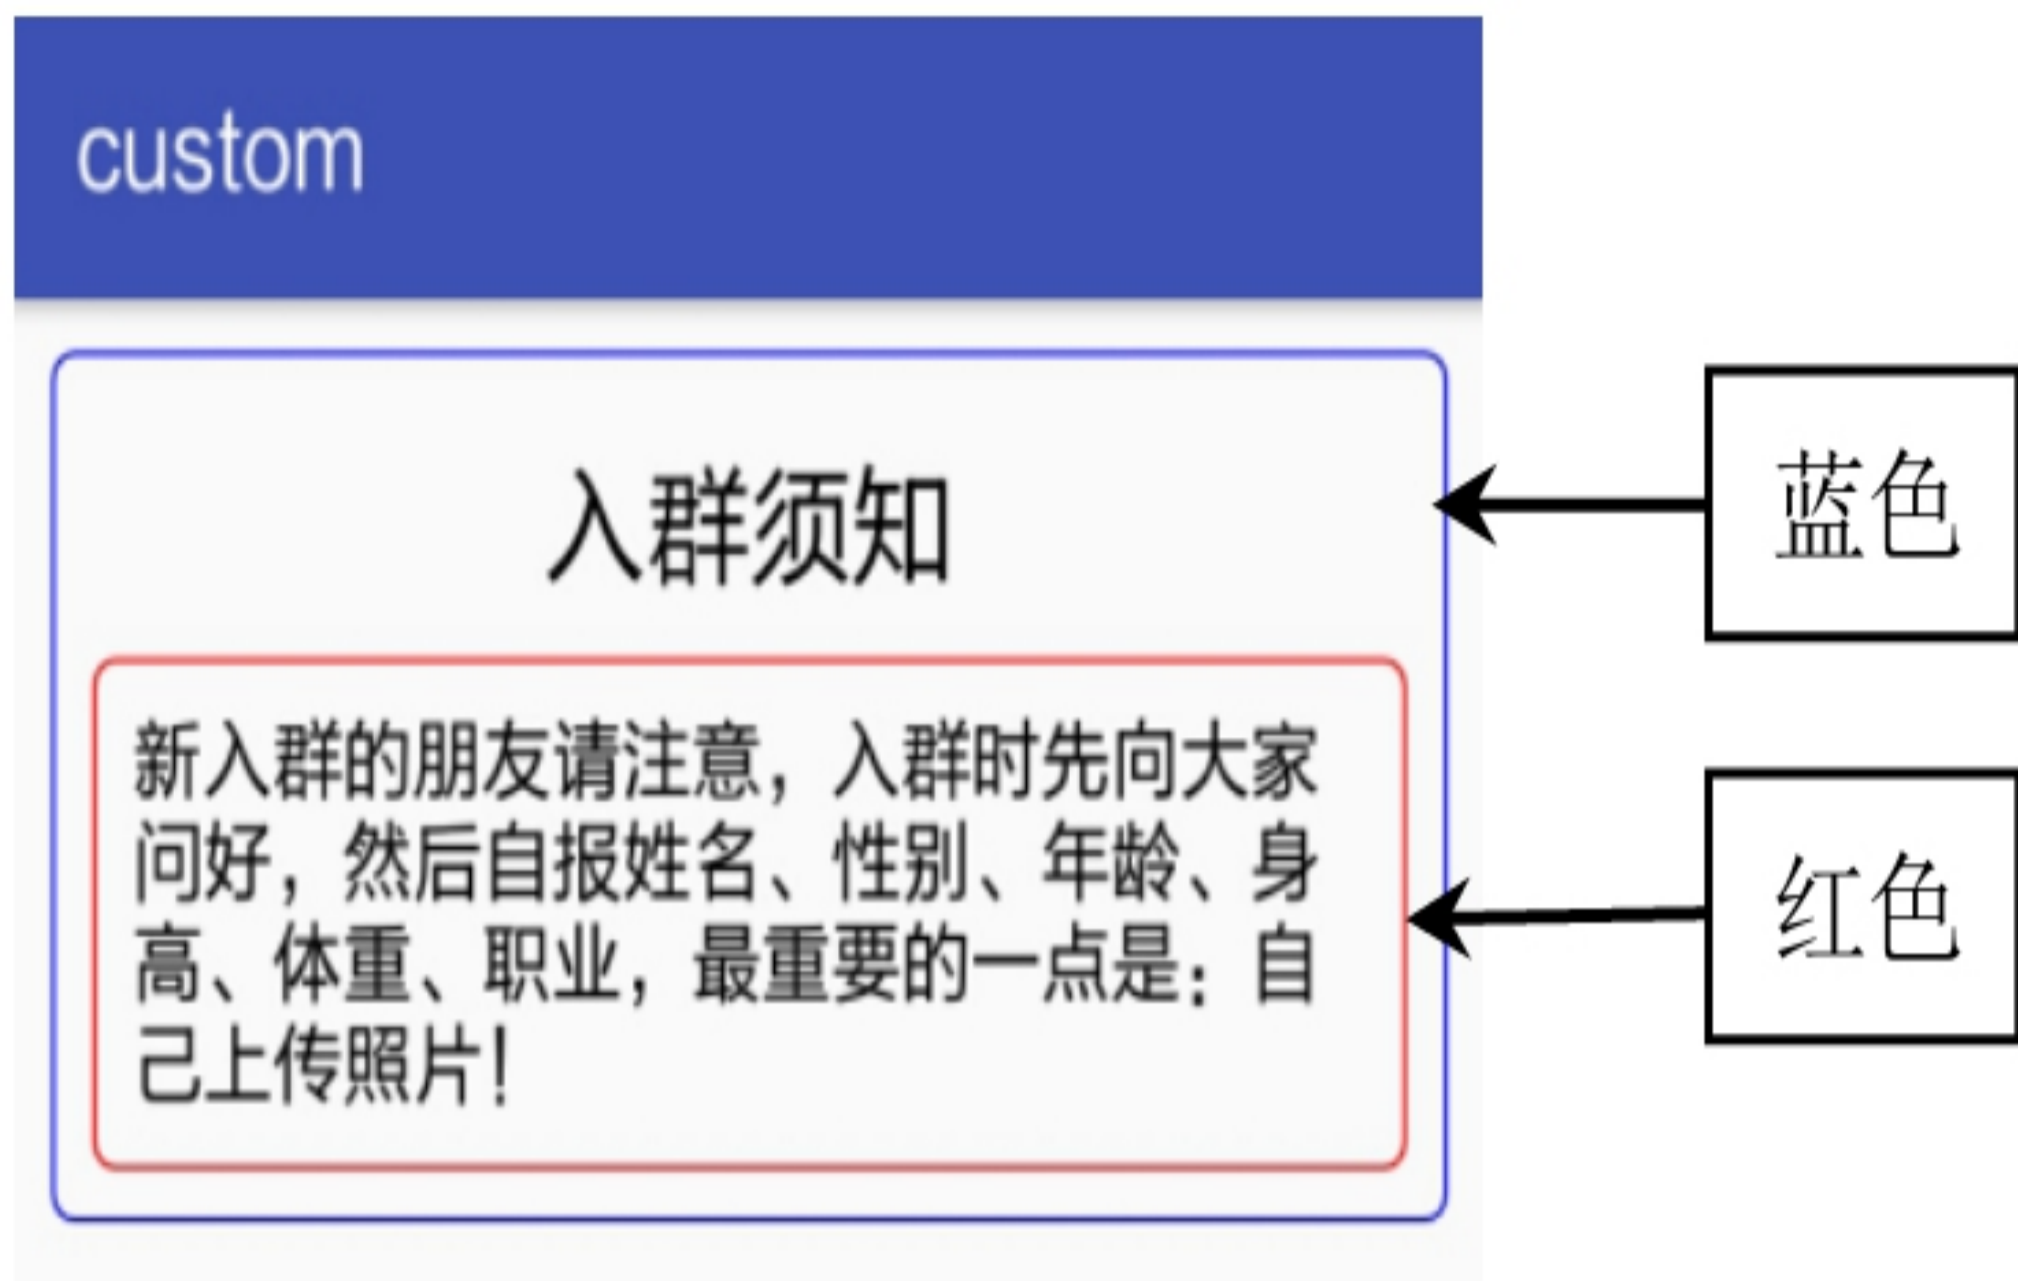 custom
入群须知
蓝色
新入群的朋友请注意，入群时先向大家
问好，然后自报姓名、性别、年龄、身
高、体重、职业，最重要的一点是：自
己上传照片！
红色